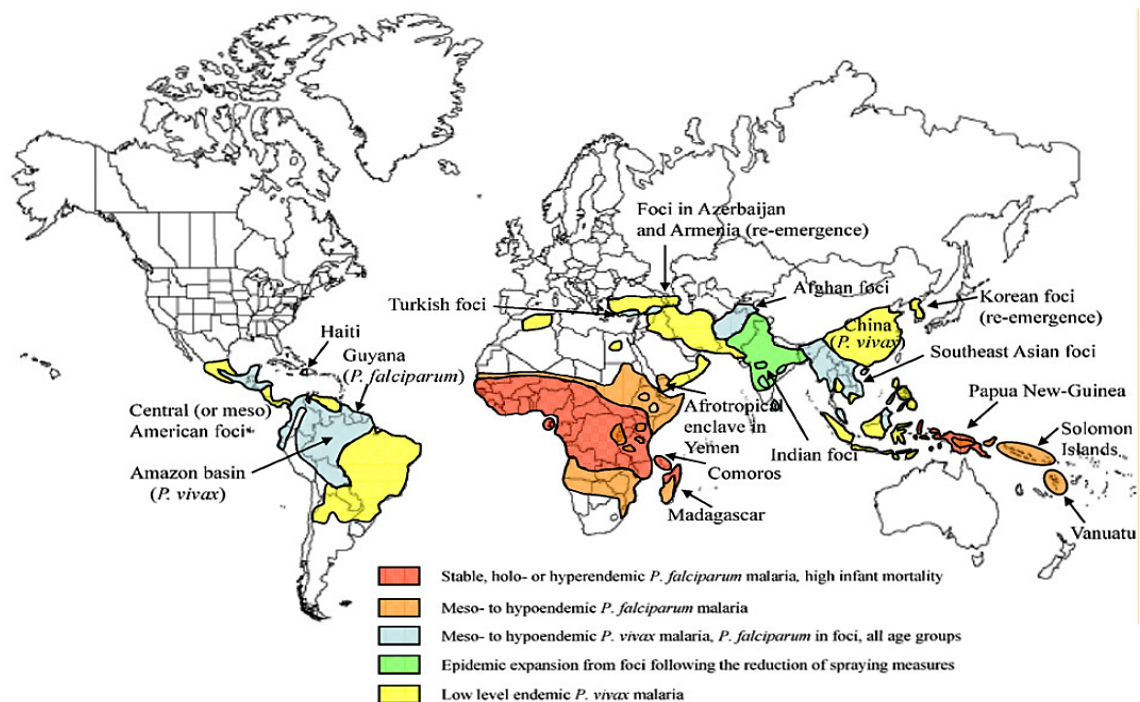 Foci in Azerbaijan
and Armenia (re-emergence)
Turkish foci
Afghan foci
Korean foci
(re-emergence)
China
(P. vivax)
Southeast Asian foci
Haiti
Guyana
(P. falciparum)
Central (or meso)
American foci
Amazon basin
(P. vivax)
Afrotropical
enclave in
Yemen
Indian foci
Papua New-Guinea
Solomon
Islands
Comoros
Madagascar
Vanuatu
Stable, holo- or hyperendemic P. falciparum malaria, high infant mortality
Meso- to hypoendemic P. falciparum malaria
Meso- to hypoendemic P. vivax malaria, P. falciparum in foci, all age groups
Epidemic expansion from foci following the reduction of spraying measures
Low level endemic P. vivax malaria